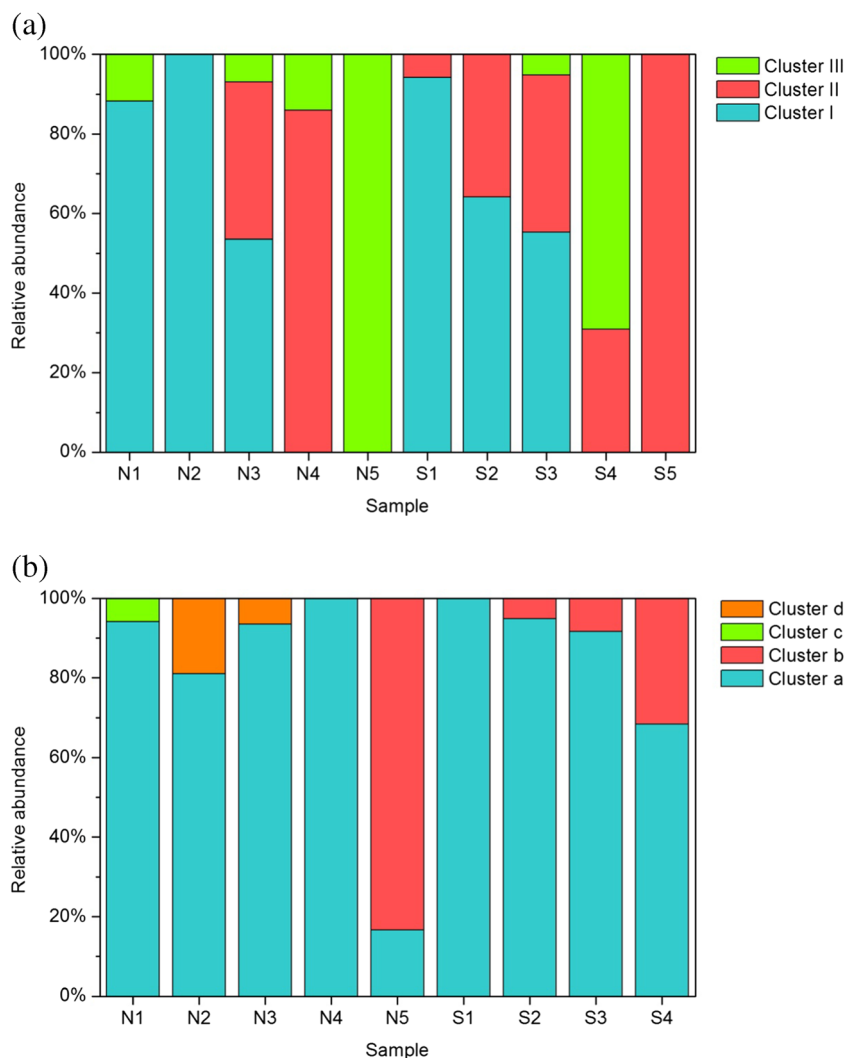 (a)
100%
80%
60%
40%
20%
0%
Relative abundance
N1 N2 N3 N4 N5 S1 S2 S3 S4 S5
Sample
Cluster III
Cluster II
Cluster I
(b)
100%
80%
60%
40%
20%
0%
Relative abundance
N1 N2 N3 N4 N5 S1 S2 S3 S4
Sample
Cluster d
Cluster c
Cluster b
Cluster a